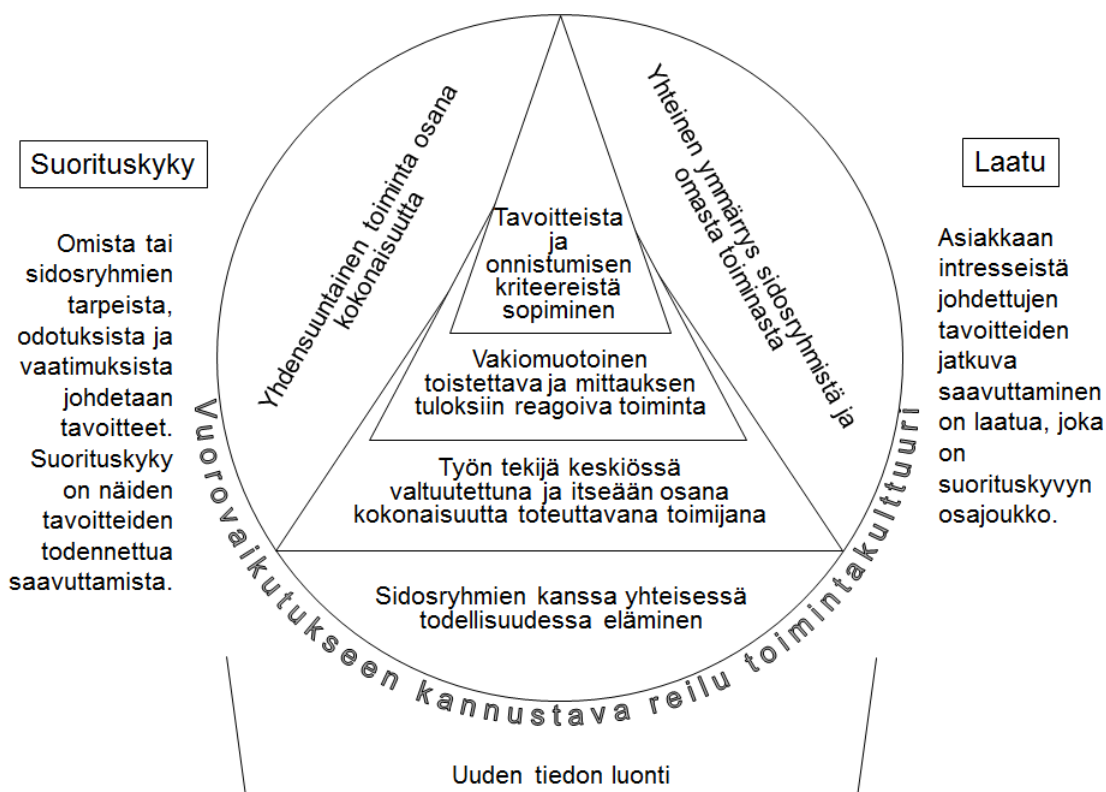 Suorituskyky
Omista tai
sidosryhmien
tarpeista,
odotuksista ja
vaatimuksista
johdetaan
tavoitteet.
Suorituskyky
on näiden
tavoitteiden
todennettua
saavuttamista.
Yhdensuuntainen toiminta osana
kokonaisuutta
Yhteinen ymmärrys sidosryhmistä ja
omasta toiminasta
Tavoitteista
ja
onnistumisen
kriteereistä
sopiminen
Vakiomuotoinen
toistettava ja mittauksen
tuloksiin reagoiva toiminta
Työn tekijä keskiössä
valtuutettuna ja itseään osana
kokonaisuutta toteuttavana toimijana
Sidosryhmien kanssa yhteisessä
todellisuudessa eläminen
Vuorovaikutukseen kannustava reilu toimintakulttuuri
Uuden tiedon luonti
Laatu
Asiakkaan
intresseistä
johdettujen
tavoitteiden
jatkuva
saavuttaminen
on laatua, joka
on
suorituskyvyn
osajoukko.